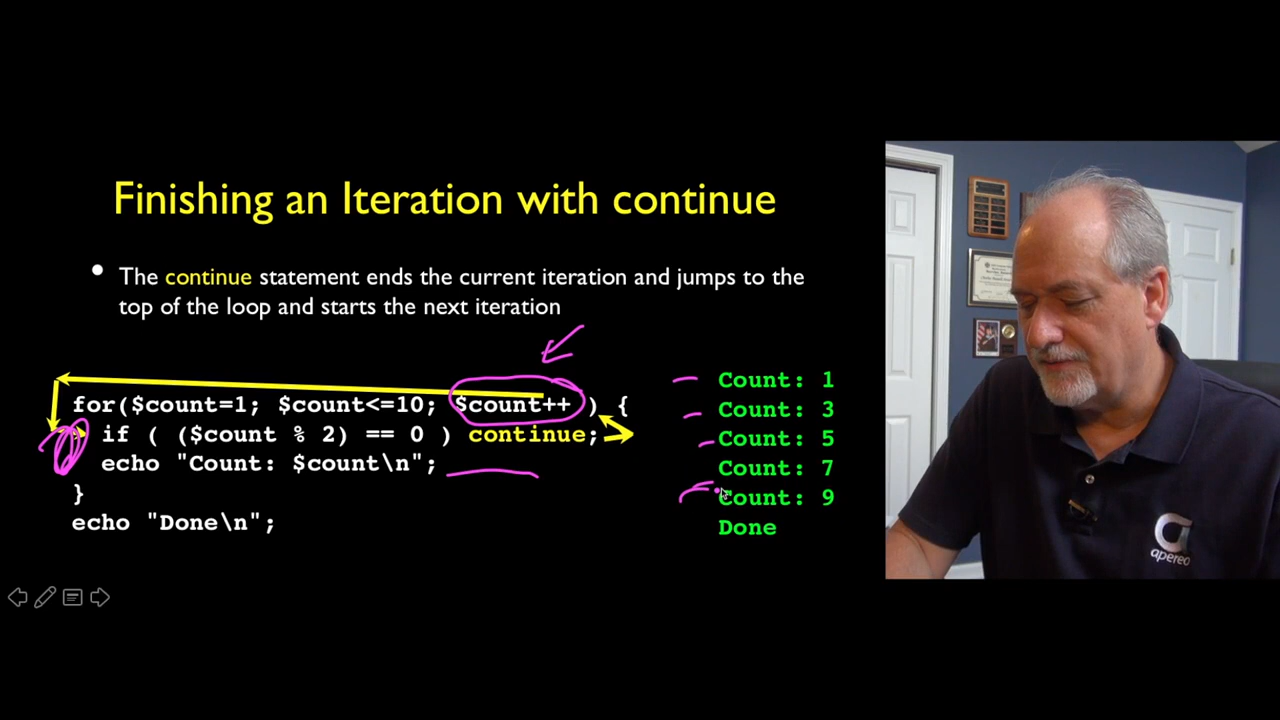 Finishing an Iteration with continue
• The continue statement ends the current iteration and jumps to the
top of the loop and starts the next iteration
for($count=1; $count<=10; $count++ ) {
if ( ($count % 2) == 0 ) continue;
echo "Count: $count\n";
}
echo "Done\n";
Count: 1
Count: 3
Count: 5
Count: 7
Count: 9
Done
apereo